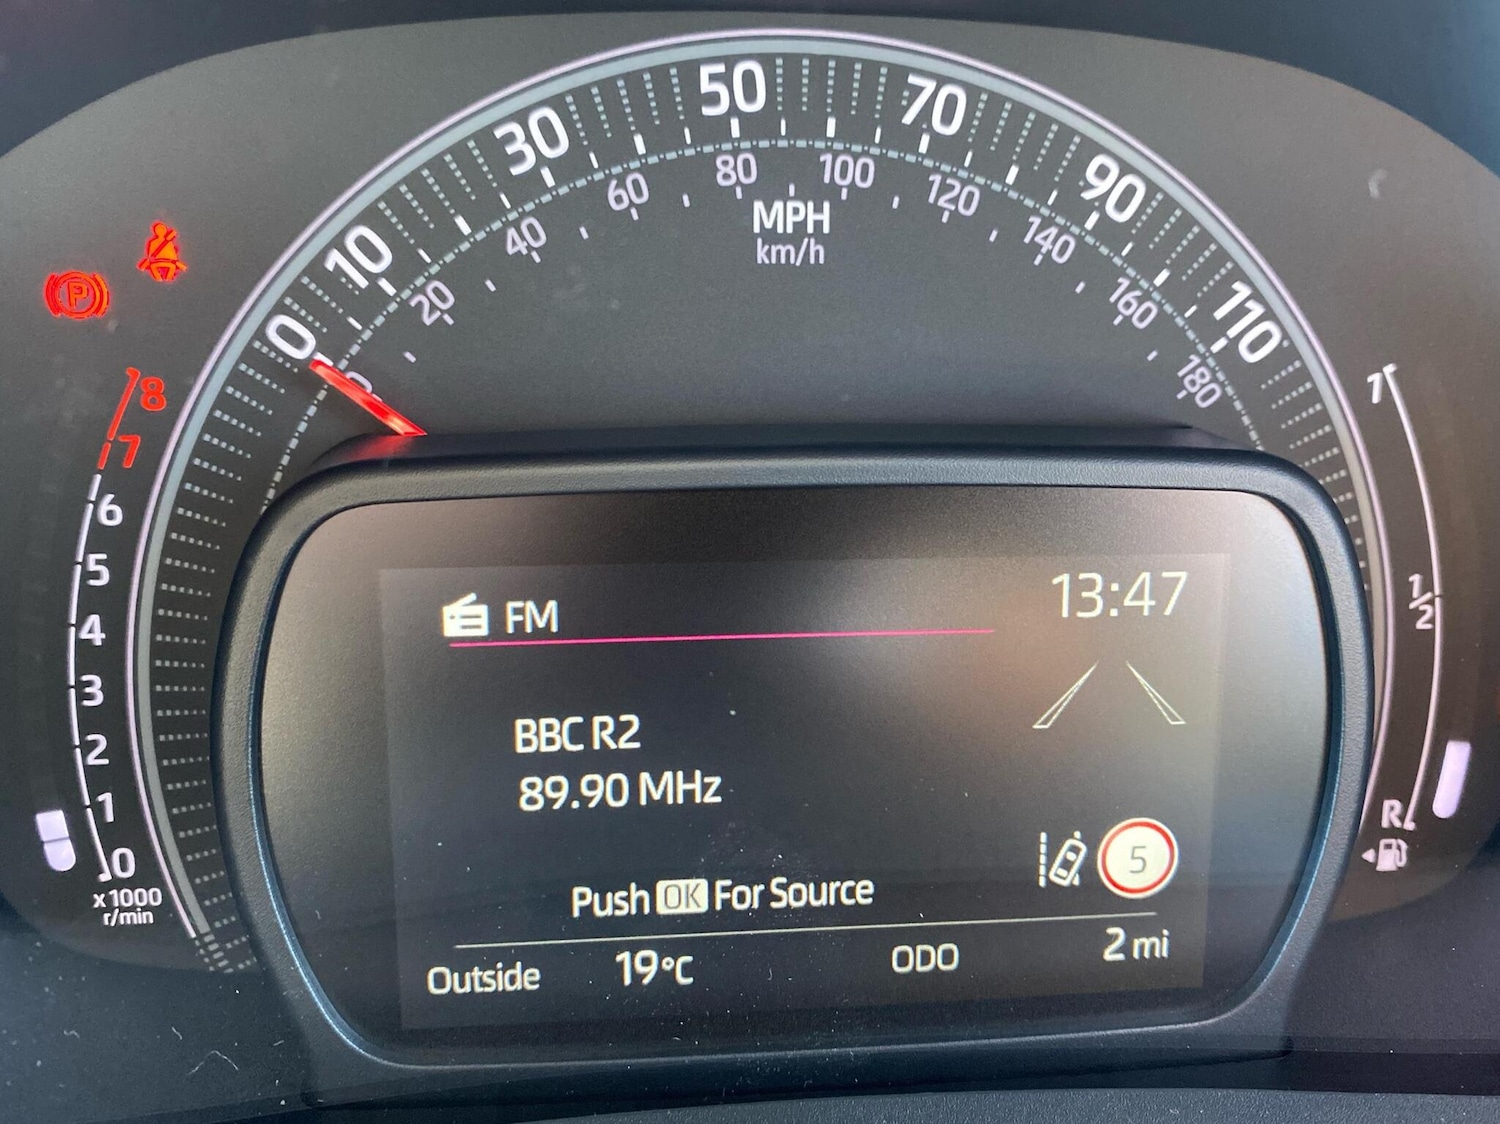 0 10 30 50 70 90 110
20 40 60 80 100 120 140 160 180
MPH
km/h
P
8
7
6
5
4
3
2
1
0
x 1000
r/min
1
1/2
R
FM
13:47
BBC R2
89.90 MHz
5
Push OK For Source
Outside 19°C ODO 2 mi